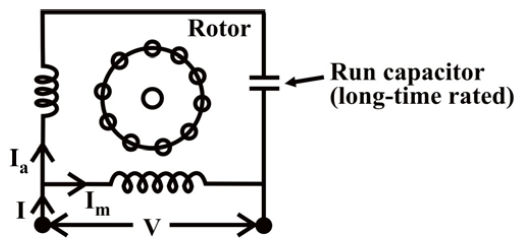 Rotor
Run capacitor
(long-time rated)
Iₐ
Iₘ
I
V